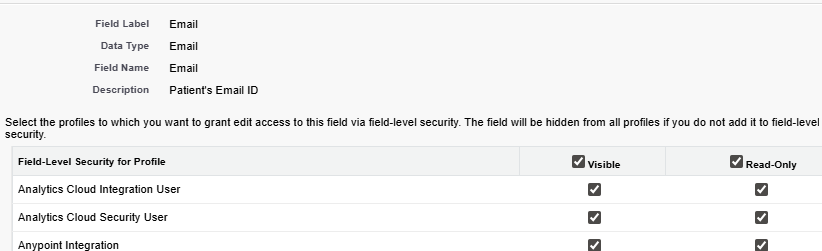 Field Label Email
Data Type Email
Field Name Email
Description Patient's Email ID
Select the profiles to which you want to grant edit access to this field via field-level security. The field will be hidden from all profiles if you do not add it to field-level
security.
Field-Level Security for Profile Visible Read-Only
Analytics Cloud Integration User
Analytics Cloud Security User
Anypoint Integration